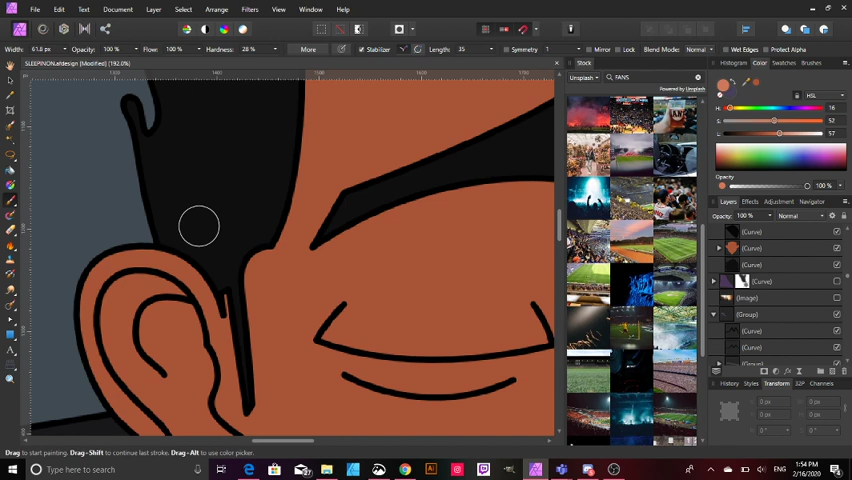 File Edit Text Document Layer Select Arrange Filters View Window Help
Width: 61.8 px Opacity: 100 % Flow: 100 % Hardness: 28 % More Stabilizer Length: 35 Symmetry 1 Mirror Lock Blend Mode: Normal Wet Edges Protect Alpha
SLEEPINON.afdesign [Modified] (192.0%)
Stock
Histogram Color Swatches Brushes
Unsplash FANS
Powered by Unsplash
HSL
H: 16
S: 52
L: 57
100 %
Layers Effects Adjustment Navigator
Opacity: 100 % Normal
(Curve)
(Curve)
(Curve)
(Curve)
(Image)
(Group)
(Curve)
(Curve)
(Group)
History Styles Transform 32P Channels
X: 0 px W: 0 px
Y: 0 px H: 0 px
R: 0 ° S: 0 °
Drag to start painting. Drag+Shift to continue last stroke. Drag+Alt to use color picker.
Type here to search
ENG
1:54 PM
2/16/2020